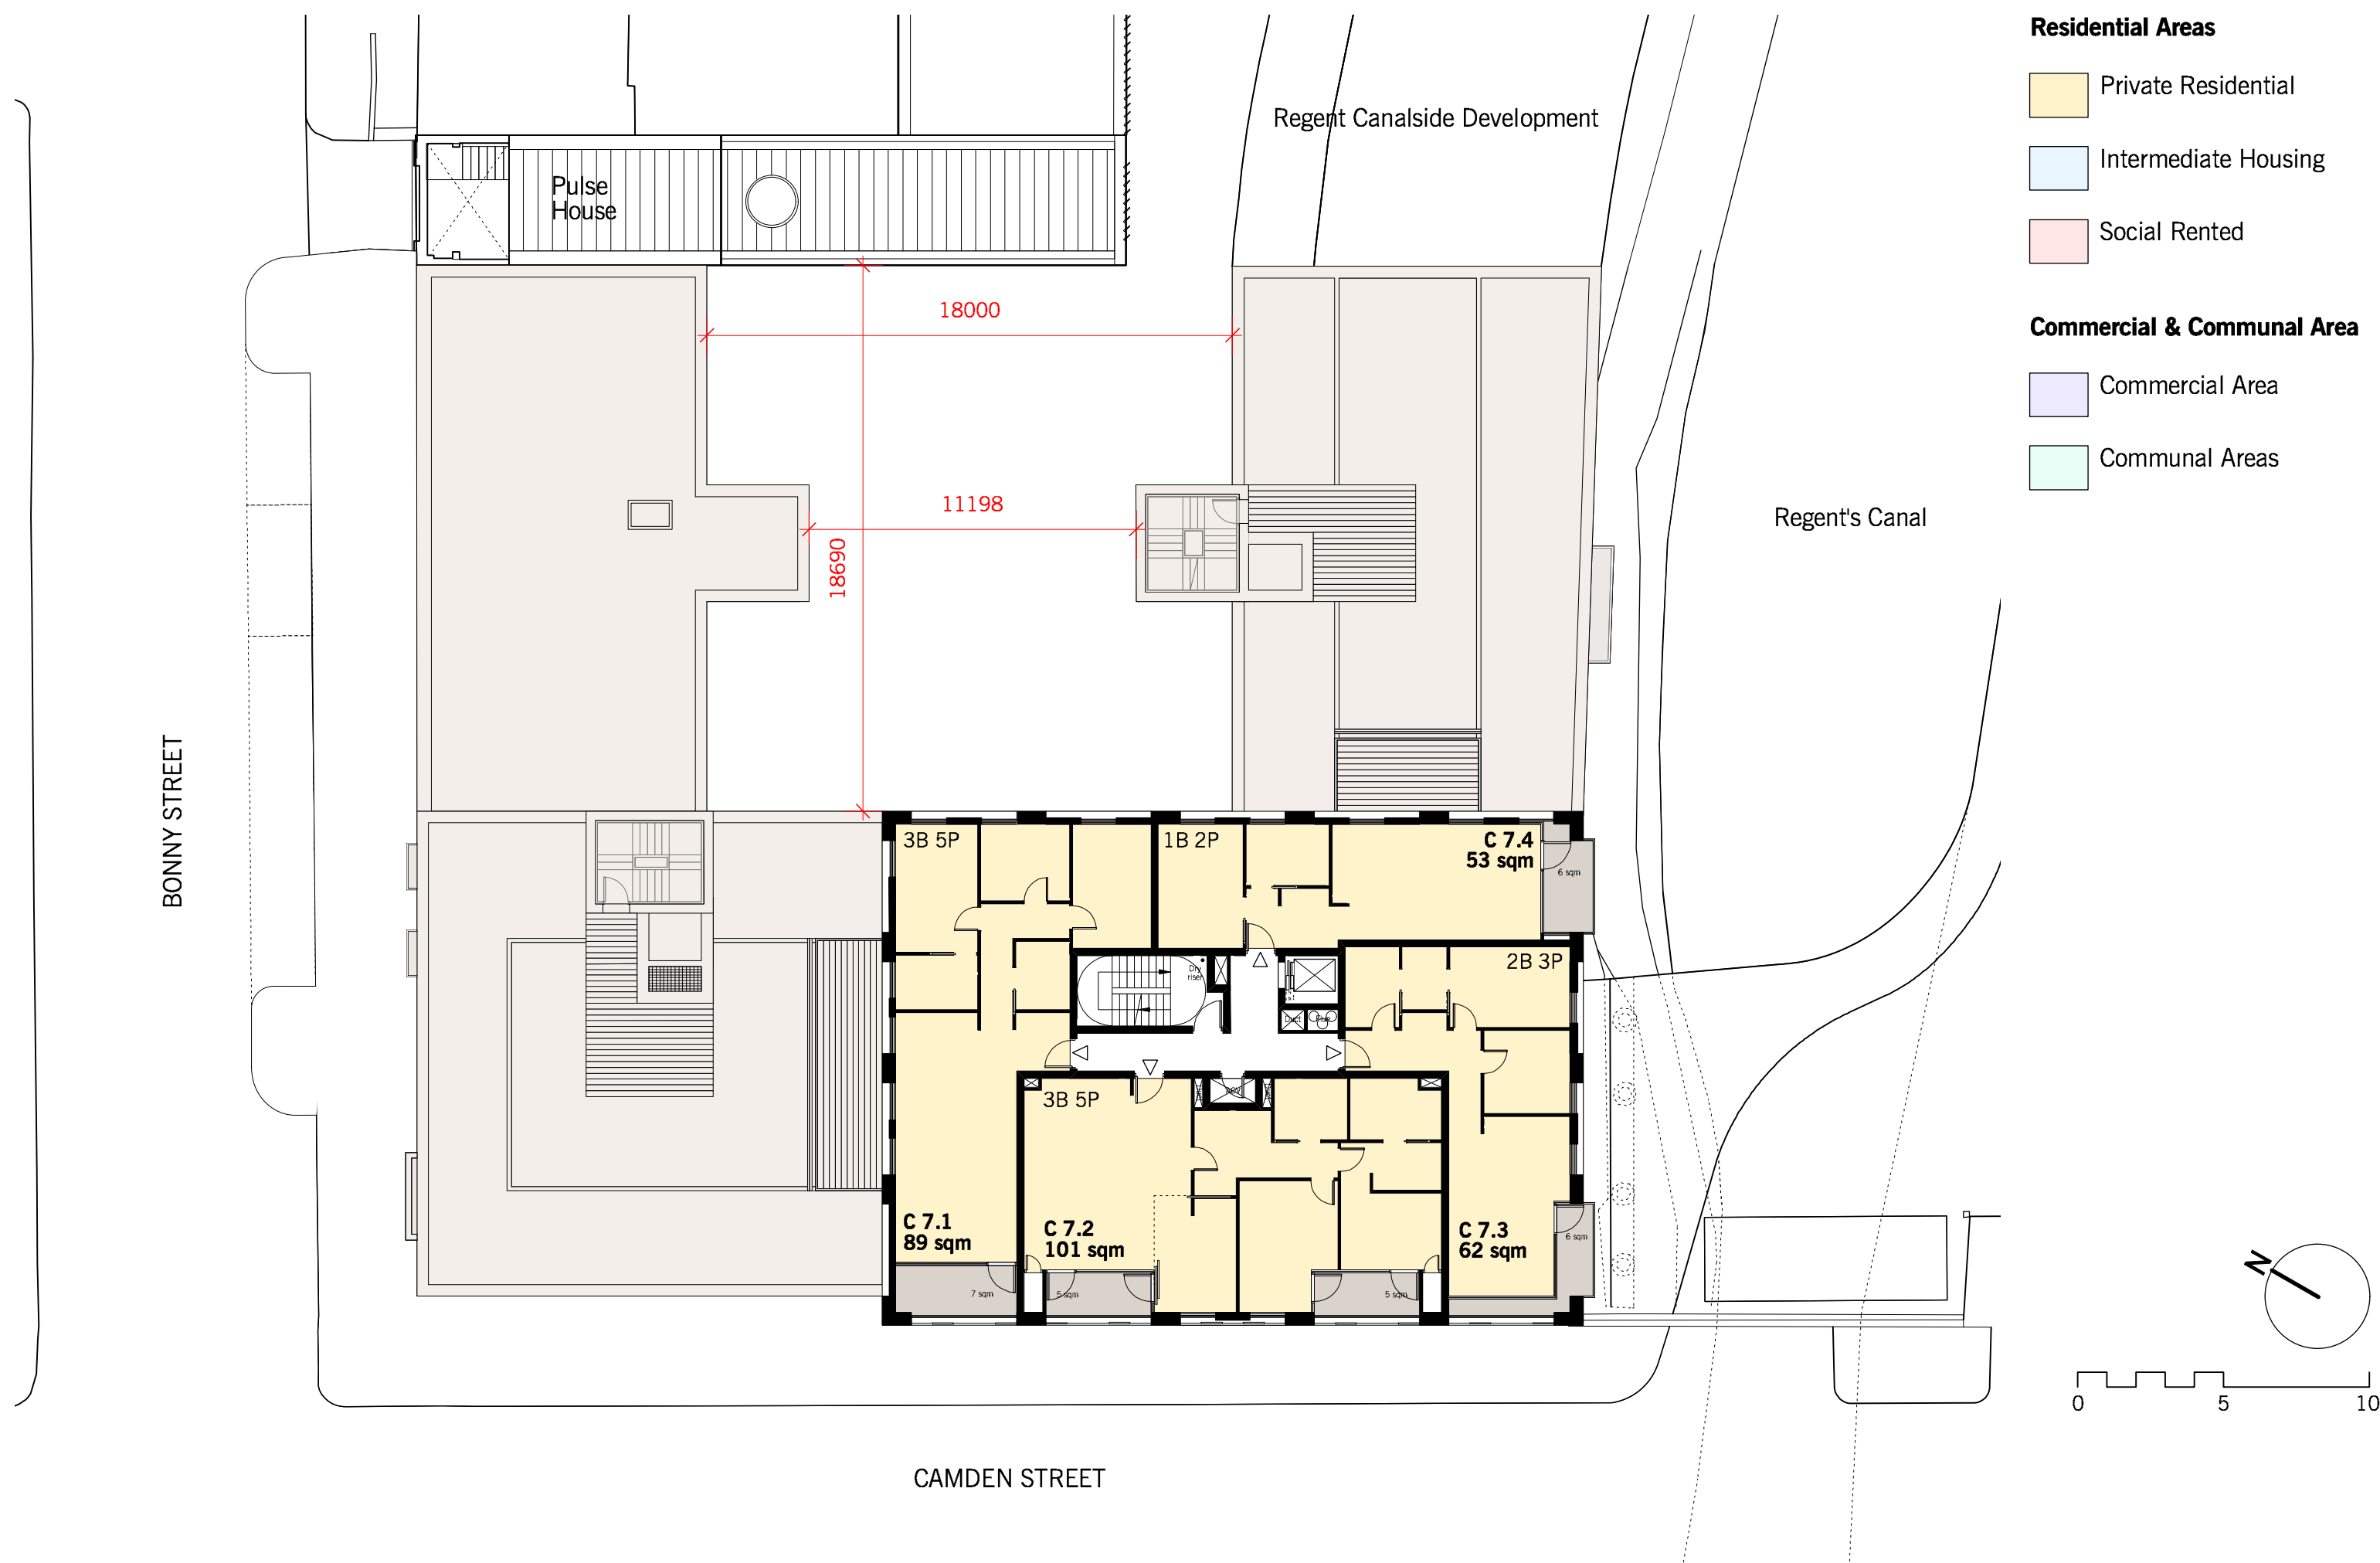 Residential Areas
Private Residential
Intermediate Housing
Social Rented
Commercial & Communal Area
Commercial Area
Communal Areas
Regent Canalside Development
Pulse
House
18000
11198
18690
Regent's Canal
BONNY STREET
3B 5P
1B 2P
C 7.4
53 sqm
6 sqm
2B 3P
Dry
riser
Duct
3B 5P
C 7.1
89 sqm
C 7.2
101 sqm
C 7.3
62 sqm
6 sqm
7 sqm
5 sqm
5 sqm
N
0
5
10
CAMDEN STREET